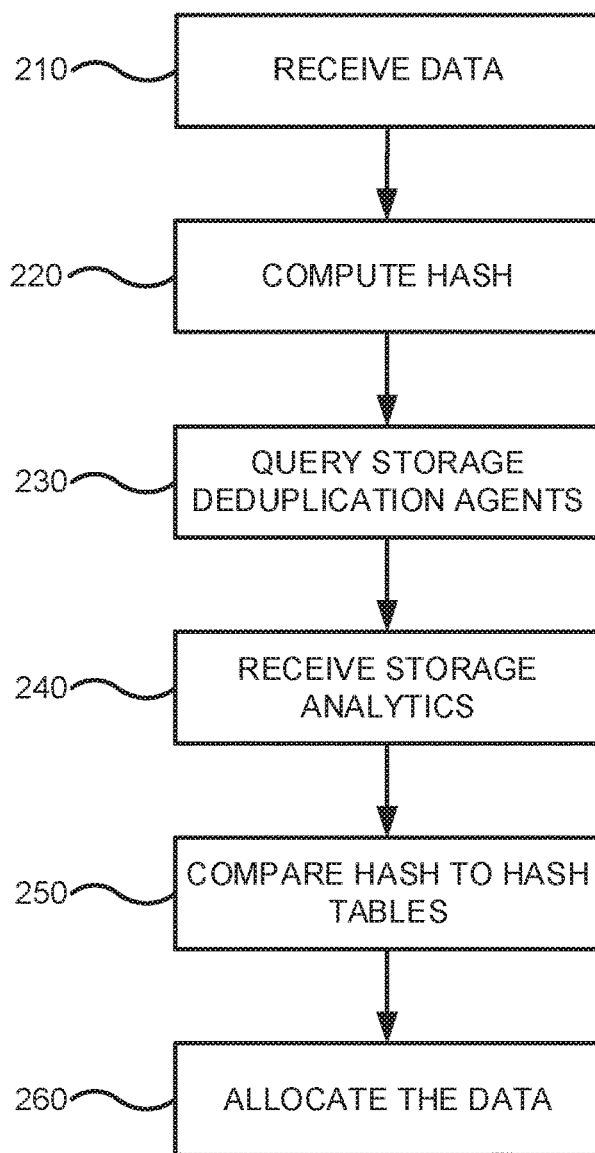 210
RECEIVE DATA
220
COMPUTE HASH
230
QUERY STORAGE
DEDUPLICATION AGENTS
240
RECEIVE STORAGE
ANALYTICS
250
COMPARE HASH TO HASH
TABLES
260
ALLOCATE THE DATA